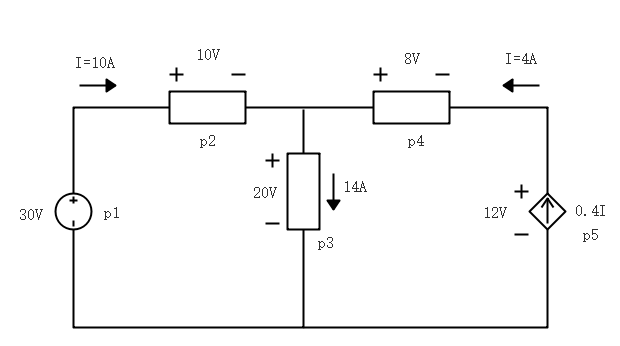 10V
8V
I=10A
I=4A
+ −
+ −
p2
p4
+
20V
−
14A
p3
30V
+
-
p1
+
12V
−
0.4I
p5